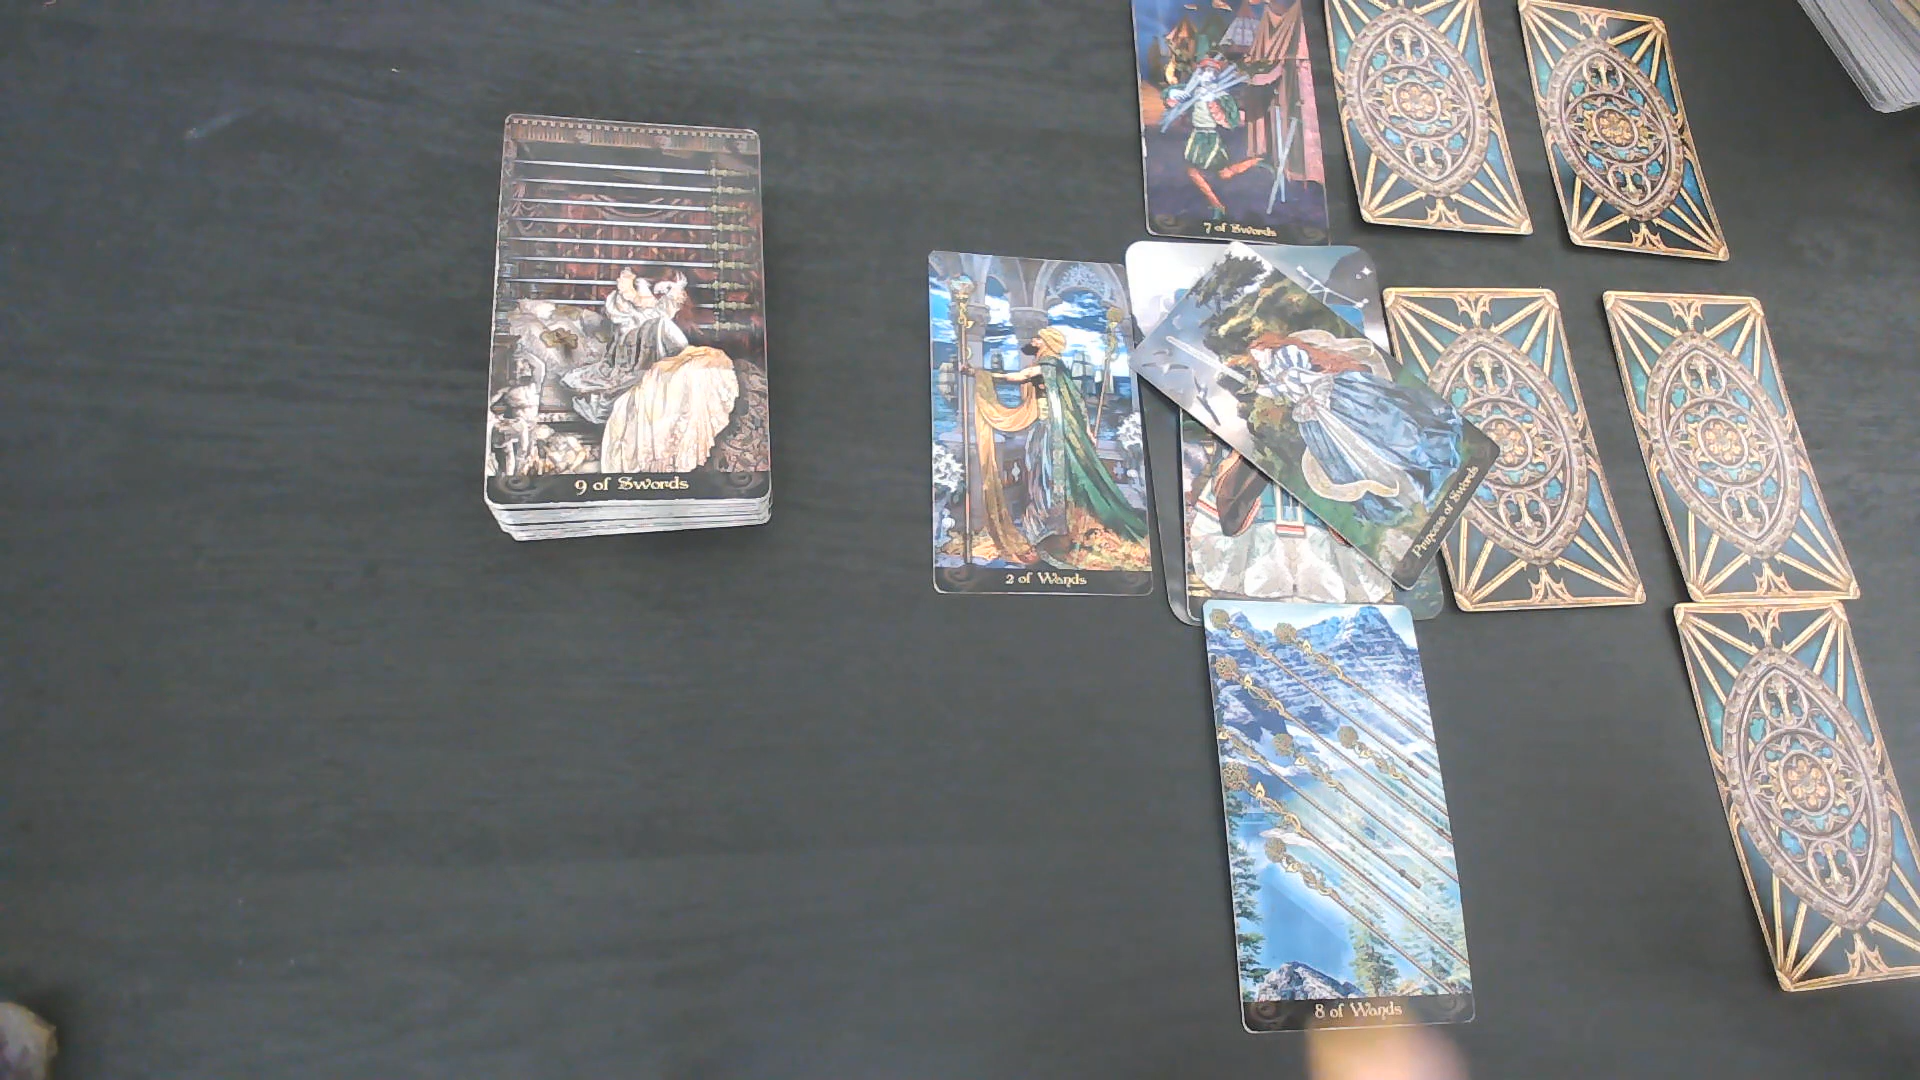 7 of Swords
9 of Swords
2 of Wands
Princess of Swords
8 of Wands